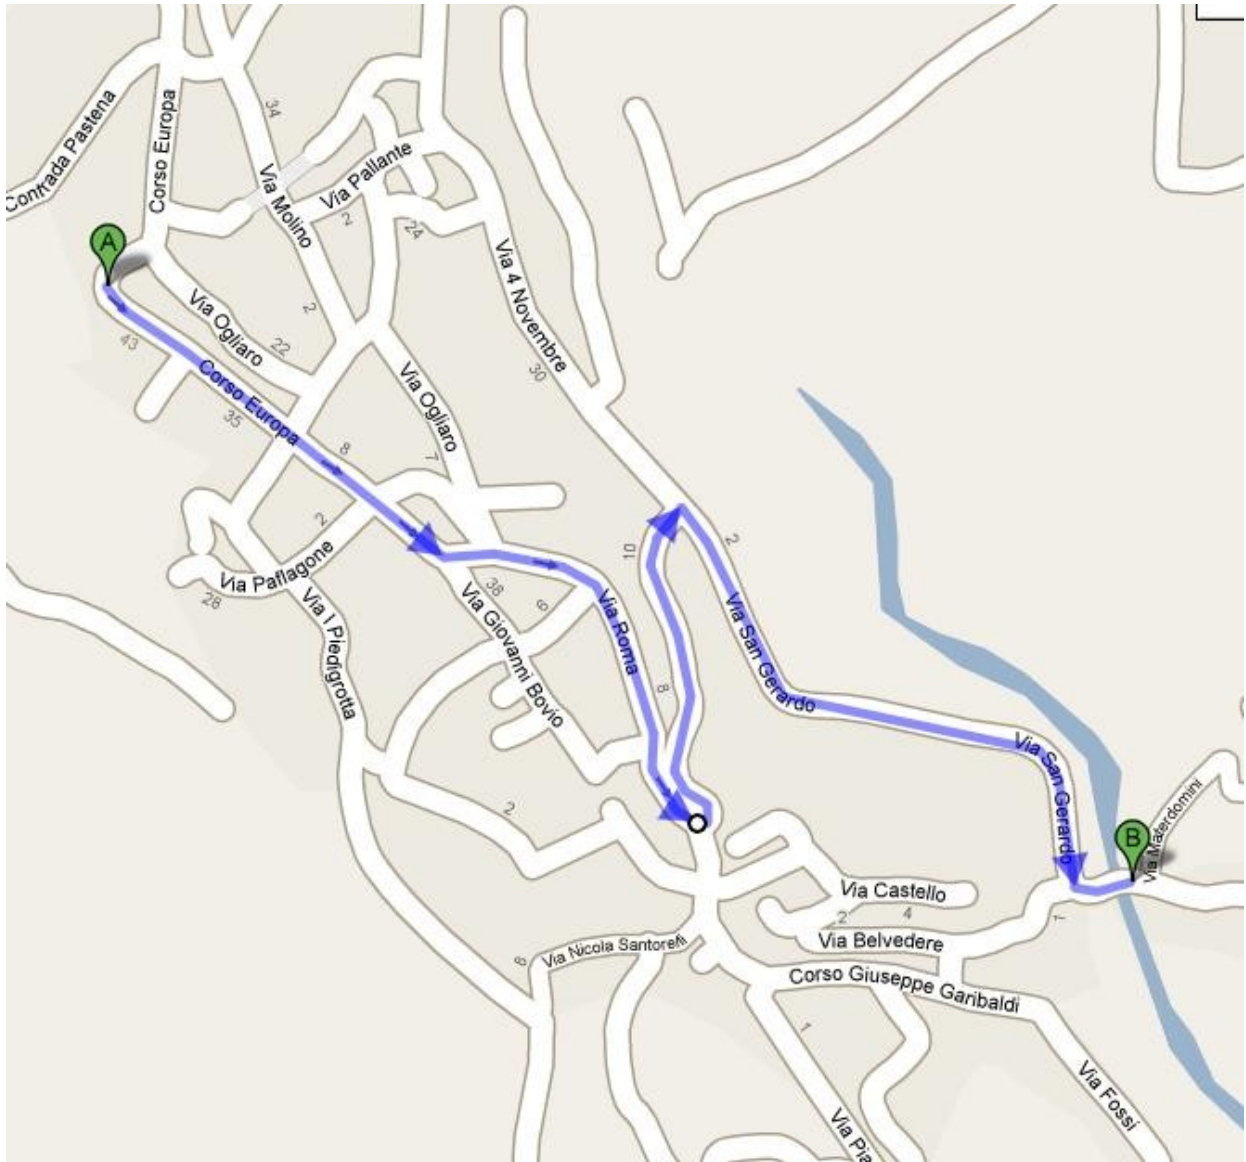 34
Contrada Pastena
Corso Europa
Via Pallante
Via Molino
2
24
A
Via 4 Novembre
Via Ogliaro
2
43
22
30
Corso Europa
Via Ogliaro
35
8
7
2
10
2
Via Paflagone
38
28
6
Via Giovanni Bovio
Via I Piedigrotta
Via Roma
Via San Gerardo
8
Via San Gerardo
2
Via Materdomini
B
Via Castello
2
4
1
Via Belvedere
Via Nicola Santorelli
Corso Giuseppe Garibaldi
1
Via Fossi
Via Pia